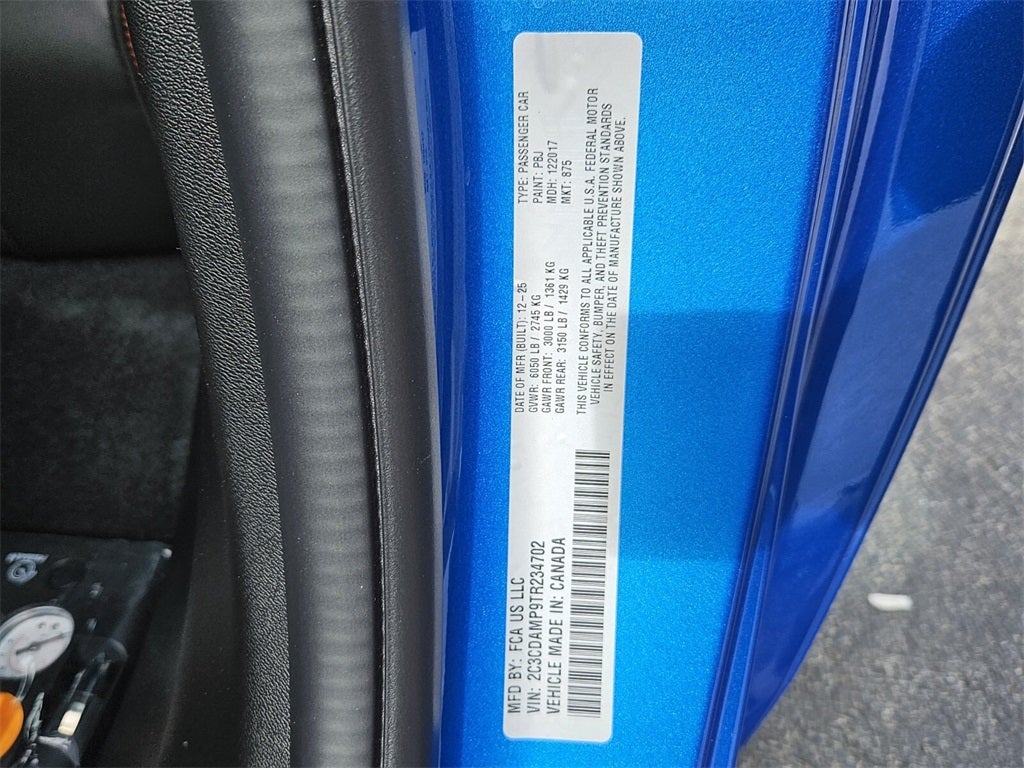 MFD BY: FCA US LLC
VIN: 2C3CDAMP9TR234702
VEHICLE MADE IN: CANADA
DATE OF MFR (BUILT): 12-25
GVWR: 6050 LB / 2745 KG
GAWR FRONT: 3000 LB / 1361 KG
GAWR REAR: 3150 LB / 1429 KG
TYPE: PASSENGER CAR
PAINT: PBJ
MDH: 122017
MKT: 875
THIS VEHICLE CONFORMS TO ALL APPLICABLE U.S.A. FEDERAL MOTOR
VEHICLE SAFETY, BUMPER, AND THEFT PREVENTION STANDARDS
IN EFFECT ON THE DATE OF MANUFACTURE SHOWN ABOVE.